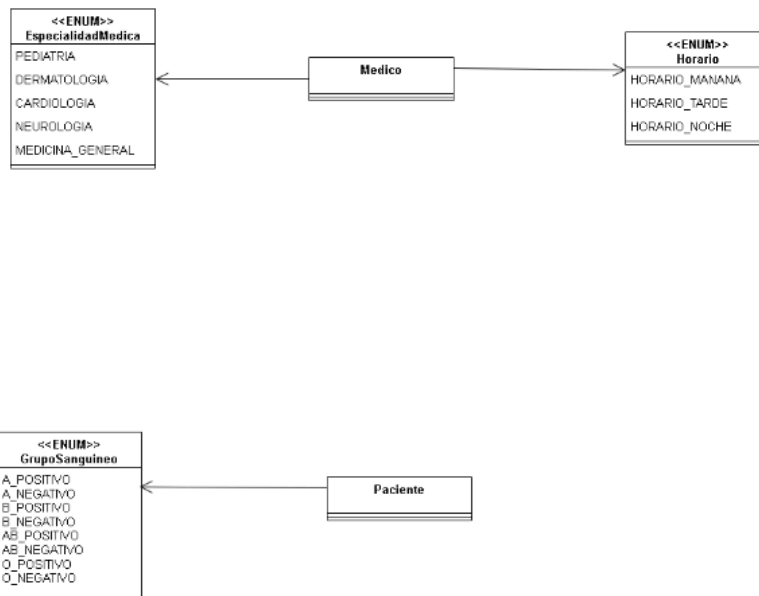 <<ENUM>>
EspecialidadMedica
PEDIATRIA
DERMATOLOGIA
CARDIOLOGIA
NEUROLOGIA
MEDICINA_GENERAL
Medico
<<ENUM>>
Horario
HORARIO_MANANA
HORARIO_TARDE
HORARIO_NOCHE
<<ENUM>>
GrupoSanguineo
A_POSITIVO
A_NEGATIVO
B_POSITIVO
B_NEGATIVO
AB_POSITIVO
AB_NEGATIVO
O_POSITIVO
O_NEGATIVO
Paciente